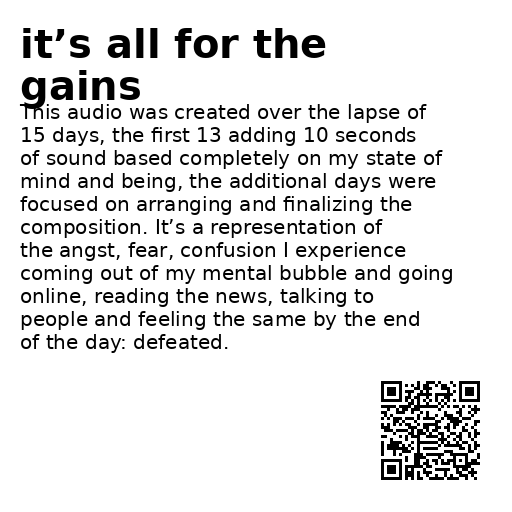 it’s all for the
gains
This audio was created over the lapse of
15 days, the first 13 adding 10 seconds
of sound based completely on my state of
mind and being, the additional days were
focused on arranging and finalizing the
composition. It’s a representation of
the angst, fear, confusion I experience
coming out of my mental bubble and going
online, reading the news, talking to
people and feeling the same by the end
of the day: defeated.